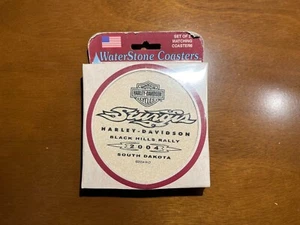 SET OF
MATCHING
COASTERS
WaterStone Coasters
MOTOR
HARLEY-DAVIDSON
CYCLES
Sturgis
HARLEY-DAVIDSON
BLACK HILLS RALLY
2004
SOUTH DAKOTA